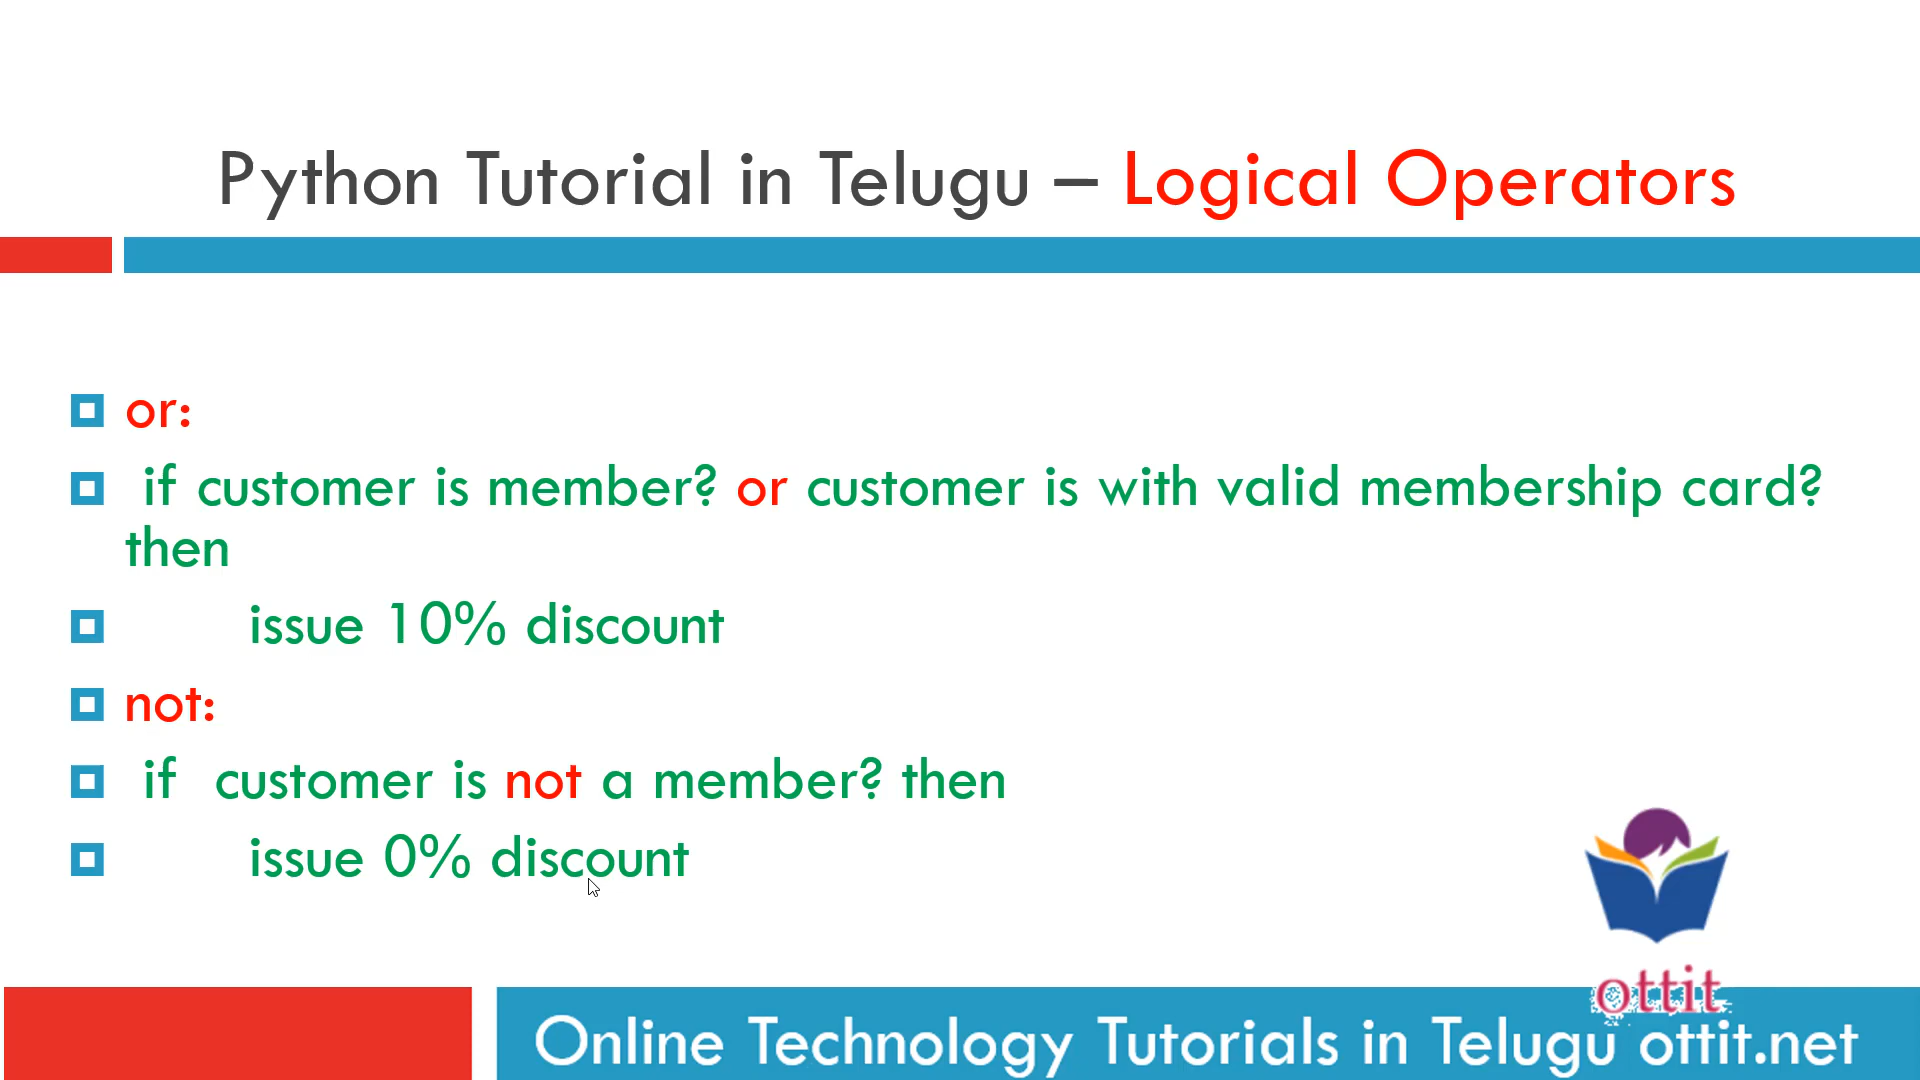 Python Tutorial in Telugu – Logical Operators
or:
if customer is member? or customer is with valid membership card?
then
issue 10% discount
not:
if customer is not a member? then
issue 0% discount
ottit
Online Technology Tutorials in Telugu ottit.net